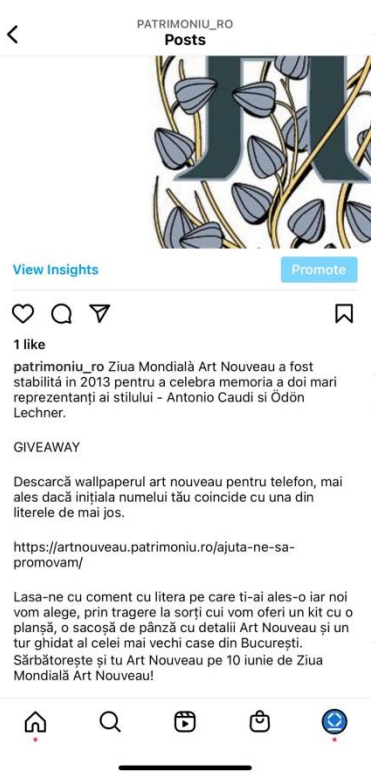 PATRIMONIU_RO
Posts
View Insights
Promote
1 like
patrimoniu_ro Ziua Mondialà Art Nouveau a fost
stabilitá in 2013 pentru a celebra memoria a doi mari
reprezentanți ai stilului - Antonio Caudi si Ödön
Lechner.
GIVEAWAY
Descarcă wallpaperul art nouveau pentru telefon, mai
ales dacă inițiala numelui tău coincide cu una din
literele de mai jos.
https://artnouveau.patrimoniu.ro/ajuta-ne-sa-
promovam/
Lasa-ne cu coment cu litera pe care ti-ai ales-o iar noi
vom alege, prin tragere la sorți cui vom oferi un kit cu o
planșă, o sacoșă de pânză cu detalii Art Nouveau și un
tur ghidat al celei mai vechi case din București.
Sărbătorește și tu Art Nouveau pe 10 iunie de Ziua
Mondială Art Nouveau!